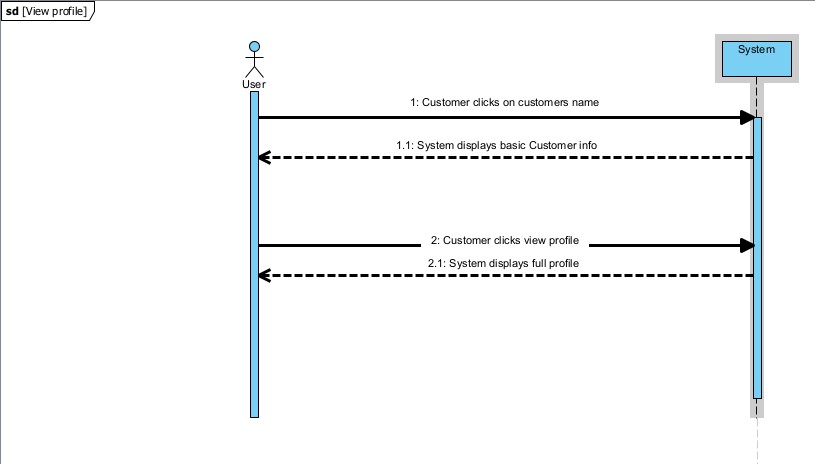 sd [View profile]
System
User
1: Customer clicks on customers name
1.1: System displays basic Customer info
2: Customer clicks view profile
2.1: System displays full profile